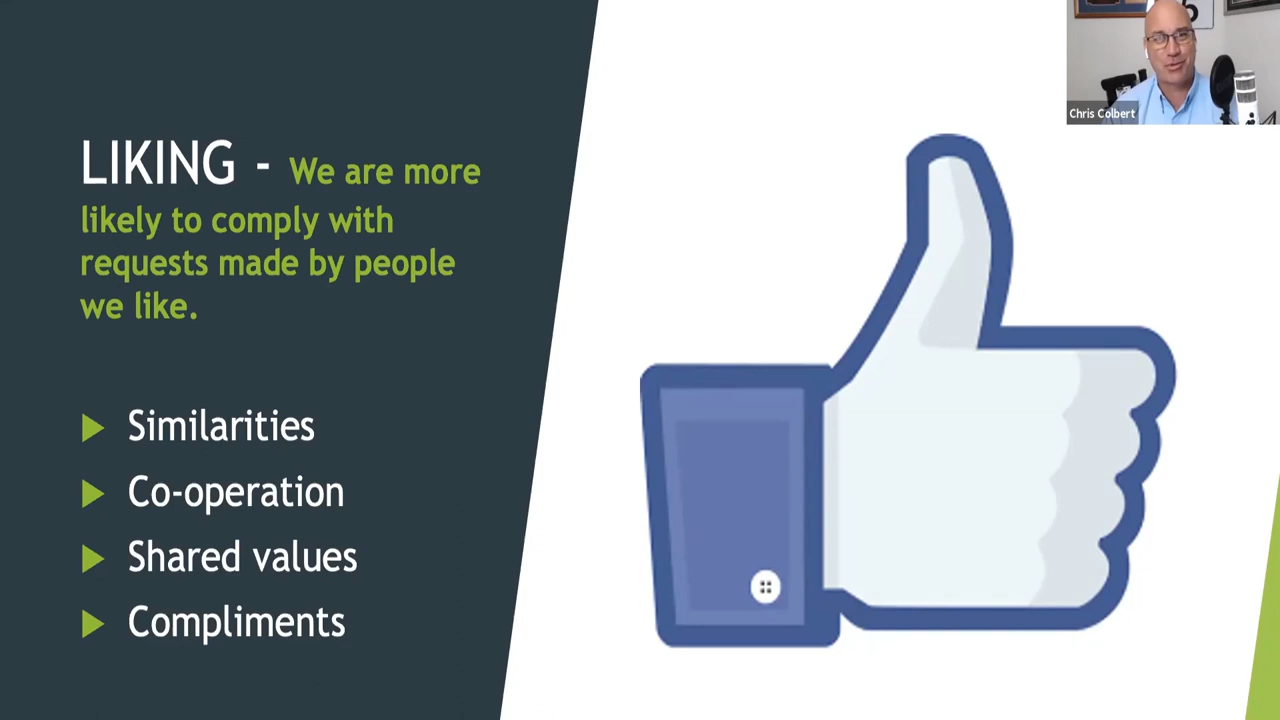 LIKING - We are more
likely to comply with
requests made by people
we like.
Similarities
Co-operation
Shared values
Compliments
Chris Colbert